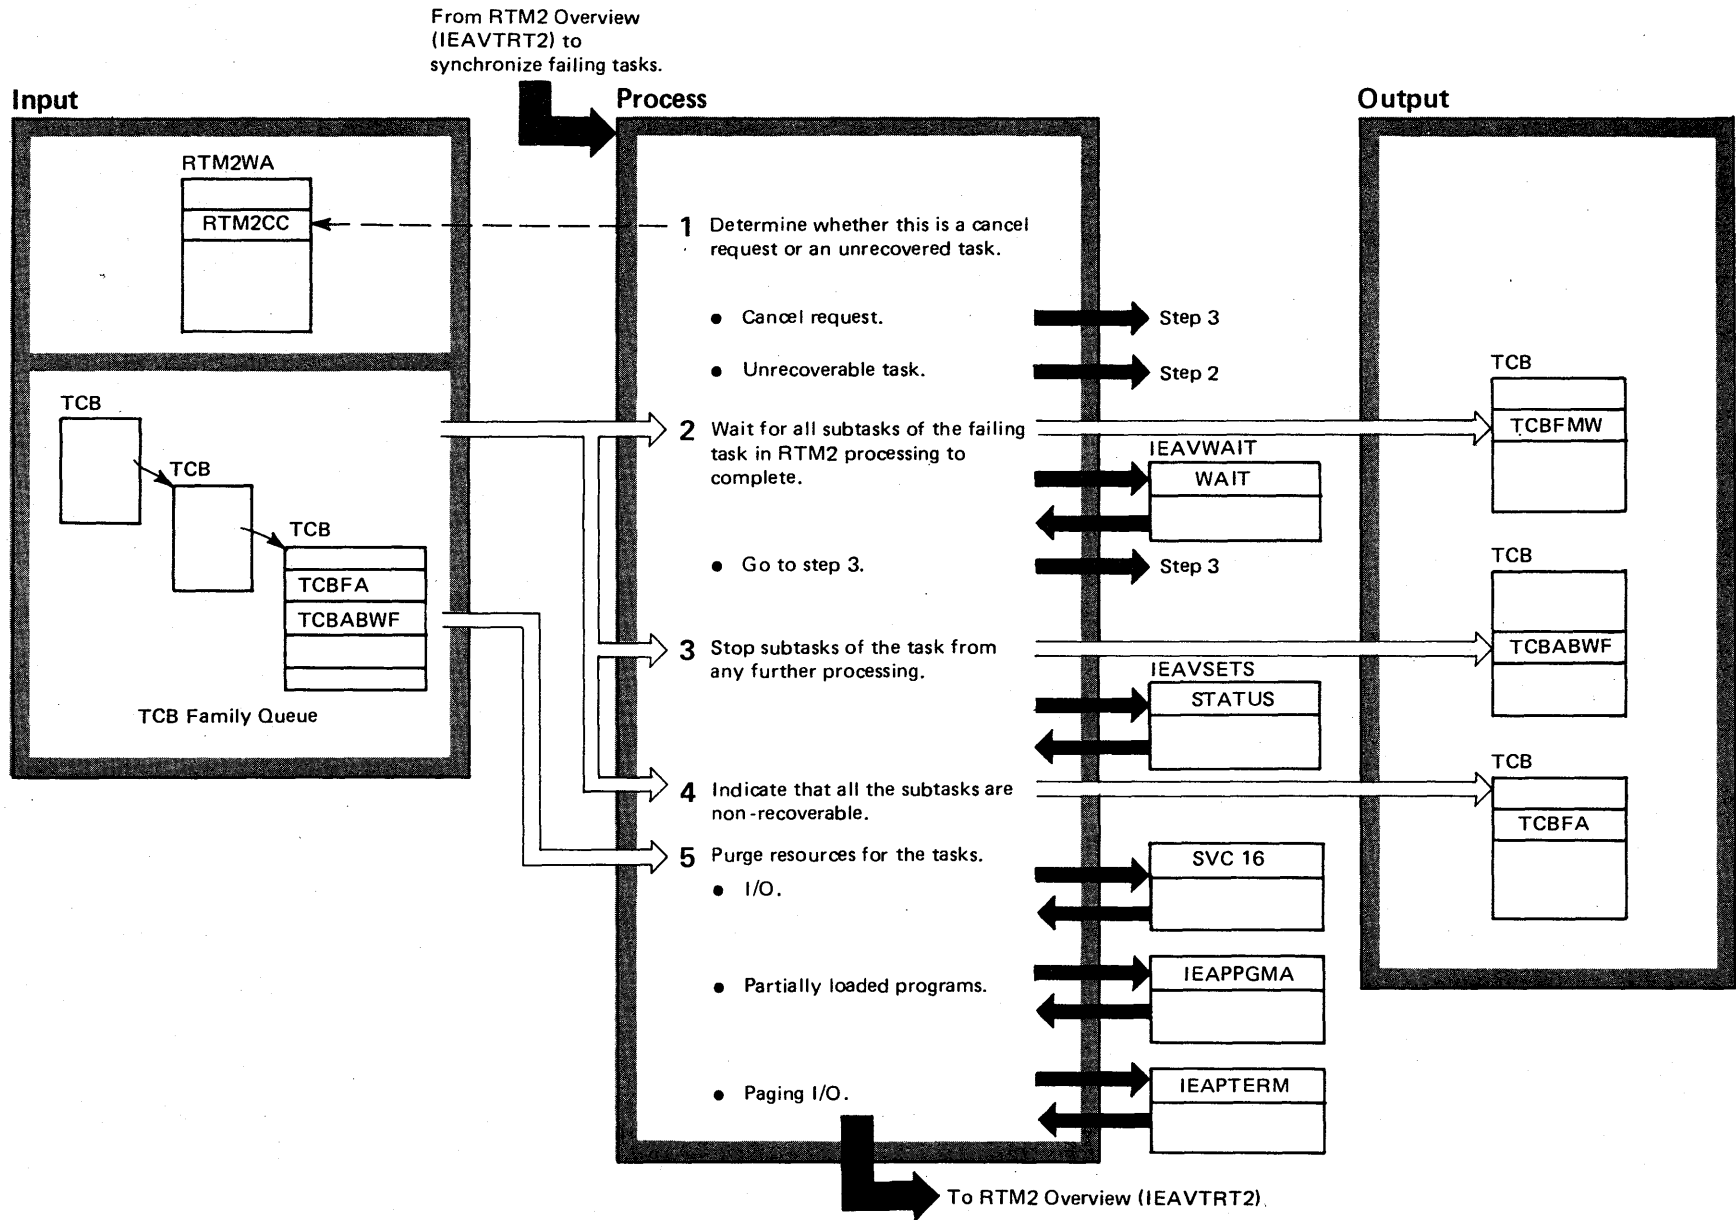 From RTM2 Overview
(IEAVTRT2) to
synchronize failing tasks.
Input
Process
Output
RTM2WA
RTM2CC
1 Determine whether this is a cancel
request or an unrecovered task.
• Cancel request.
Step 3
• Unrecoverable task.
Step 2
TCB
TCB
TCB
TCBFA
TCBABWF
TCB Family Queue
2 Wait for all subtasks of the failing
task in RTM2 processing to
complete.
IEAVWAIT
WAIT
TCB
TCBFMW
• Go to step 3.
Step 3
3 Stop subtasks of the task from
any further processing.
IEAVSETS
STATUS
TCB
TCBABWF
4 Indicate that all the subtasks are
non-recoverable.
TCB
TCBFA
5 Purge resources for the tasks.
• I/O.
SVC 16
• Partially loaded programs.
IEAPPGMA
• Paging I/O.
IEAPTERM
To RTM2 Overview (IEAVTRT2)